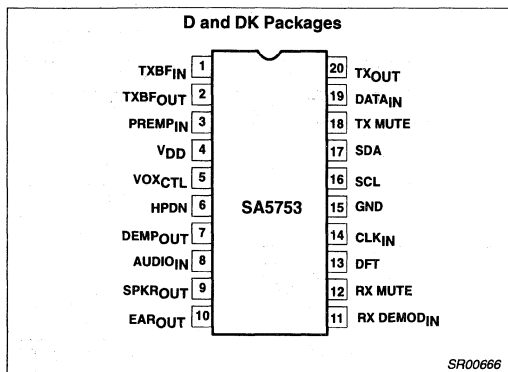 D and DK Packages
TXBFIN 1
TXBFOUT 2
PREMPIN 3
VDD 4
VOXCTL 5
HPDN 6
DEMPOUT 7
AUDIOIN 8
SPKROUT 9
EAROUT 10
SA5753
20 TXOUT
19 DATAIN
18 TX MUTE
17 SDA
16 SCL
15 GND
14 CLKIN
13 DFT
12 RX MUTE
11 RX DEMODIN
SR00666